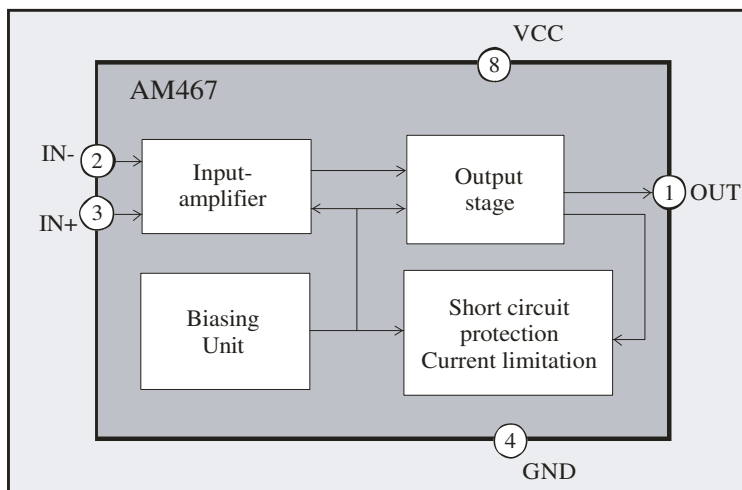 VCC
8
AM467
IN-
2
Input-
amplifier
Output
stage
1
OUT
3
IN+
Biasing
Unit
Short circuit
protection
Current limitation
4
GND